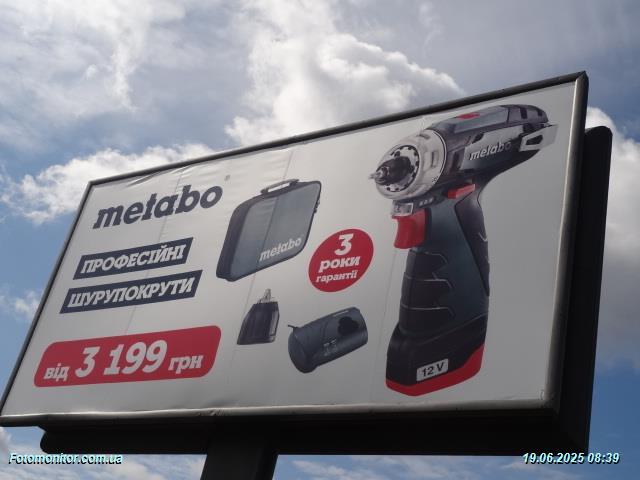 metabo
ПРОФЕСІЙНІ
ШУРУПОКРУТИ
від 3 199 грн
metabo
3
роки
гарантії
metabo
12 V
Fotomonitor.com.ua
19.06.2025 08:39